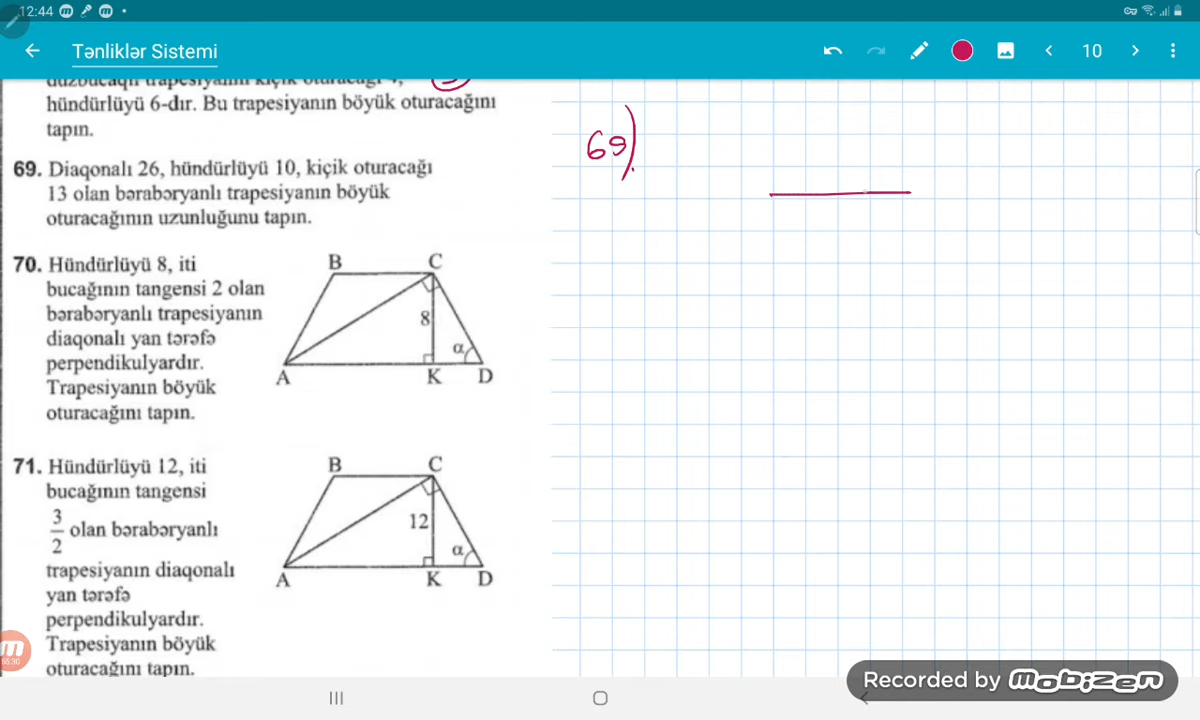 12:44
Tənliklər Sistemi
10
hündürlüyü 6-dır. Bu trapesiyanın böyük oturacağını
tapın.
69. Diaqonalı 26, hündürlüyü 10, kiçik oturacağı
13 olan bərabəryanlı trapesiyanın böyük
oturacağının uzunluğunu tapın.
70. Hündürlüyü 8, iti
bucağının tangensi 2 olan
bərabəryanlı trapesiyanın
diaqonalı yan tərəfə
perpendikulyardır.
Trapesiyanın böyük
oturacağını tapın.
B C
8
α
A K D
71. Hündürlüyü 12, iti
bucağının tangensi
3/2 olan bərabəryanlı
trapesiyanın diaqonalı
yan tərəfə
perpendikulyardır.
Trapesiyanın böyük
oturacağını tapın.
B C
12
α
A K D
69)
Recorded by mobizen